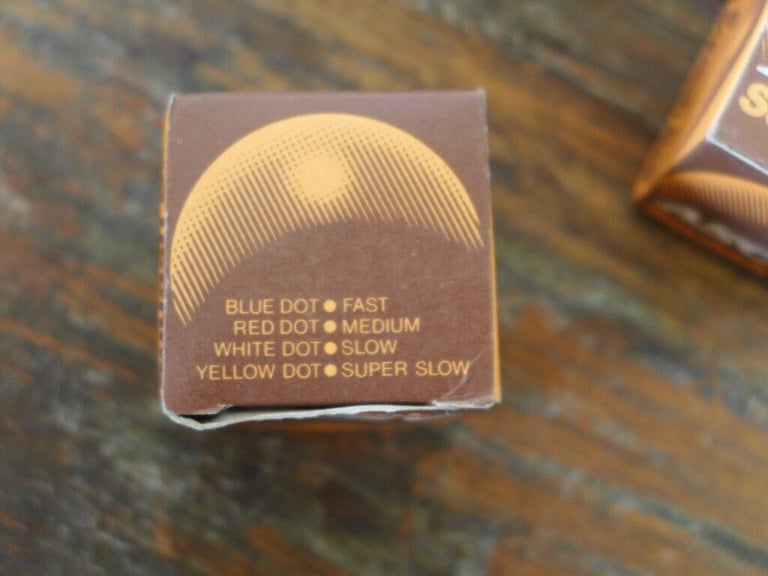 BLUE DOT ● FAST
RED DOT ● MEDIUM
WHITE DOT ● SLOW
YELLOW DOT ● SUPER SLOW